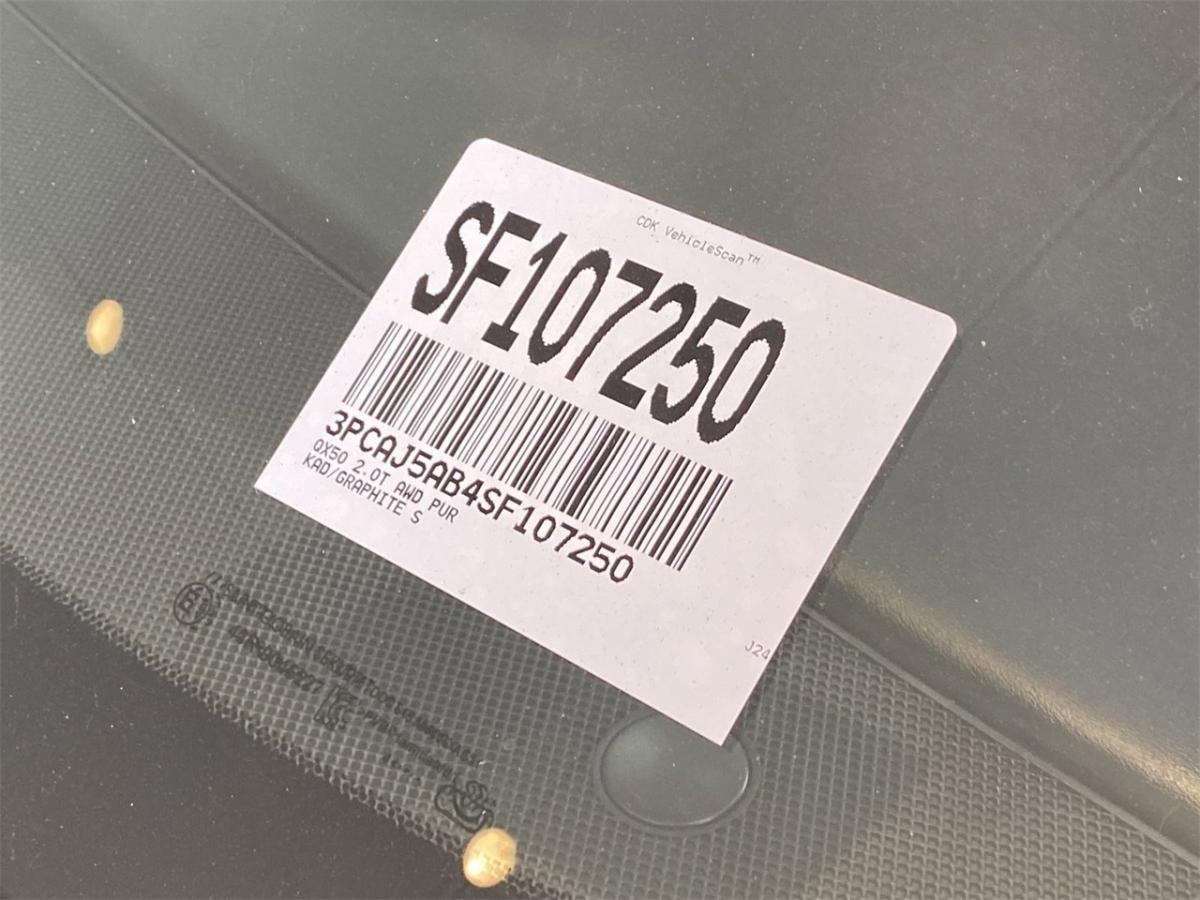 CDK VehicleScan™
SF107250
3PCAJ5AB4SF107250
QX50 2.0T AWD PUR
KAD/GRAPHITE S
J24